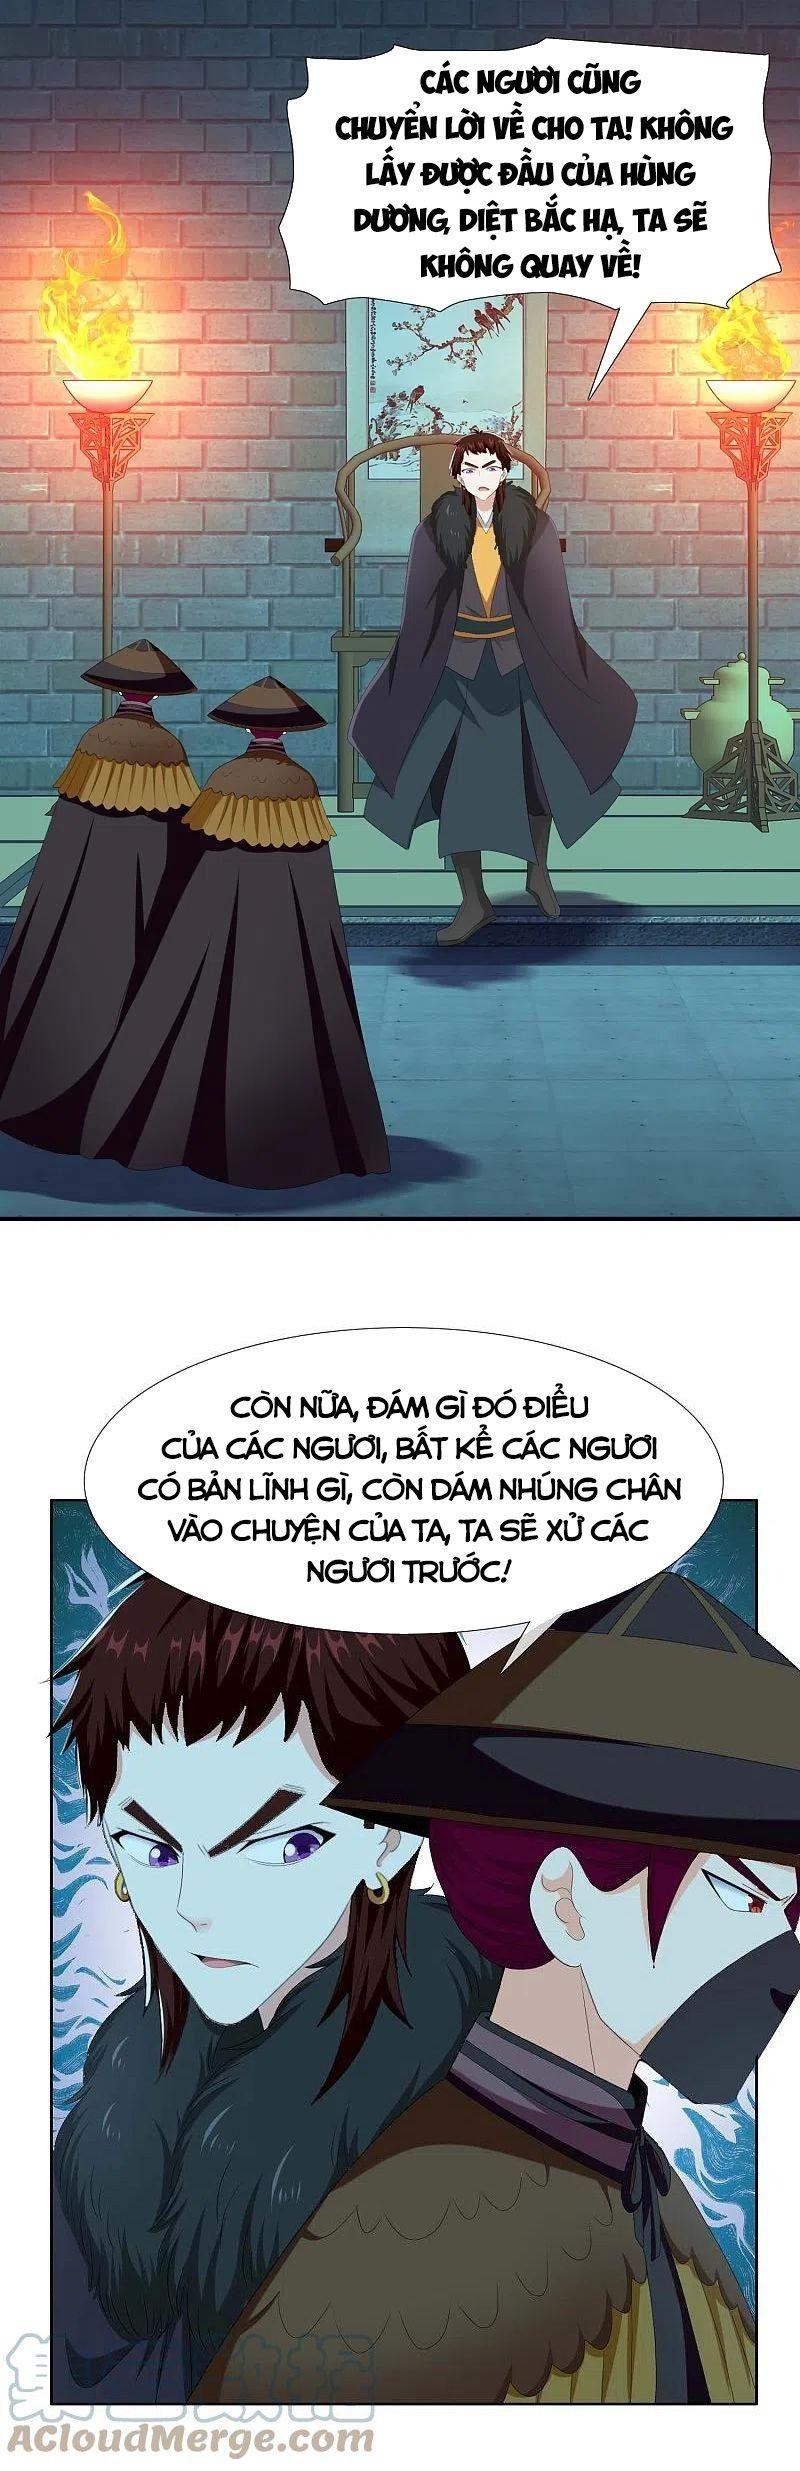 CÁC NGƯƠI CŨNG
CHUYỂN LỜI VỀ CHO TA! KHÔNG
LẤY ĐƯỢC ĐẦU CỦA HÙNG
DƯƠNG, DIỆT BẮC HẠ, TA SẼ
KHÔNG QUAY VỀ!
CÒN NỮA, ĐÁM GÌ ĐÓ ĐIỂU
CỦA CÁC NGƯƠI, BẤT KỂ CÁC NGƯƠI
CÓ BẢN LĨNH GÌ, CÒN DÁM NHÚNG CHÂN
VÀO CHUYỆN CỦA TA, TA SẼ XỬ CÁC
NGƯƠI TRƯỚC!
ACloudMerge.com